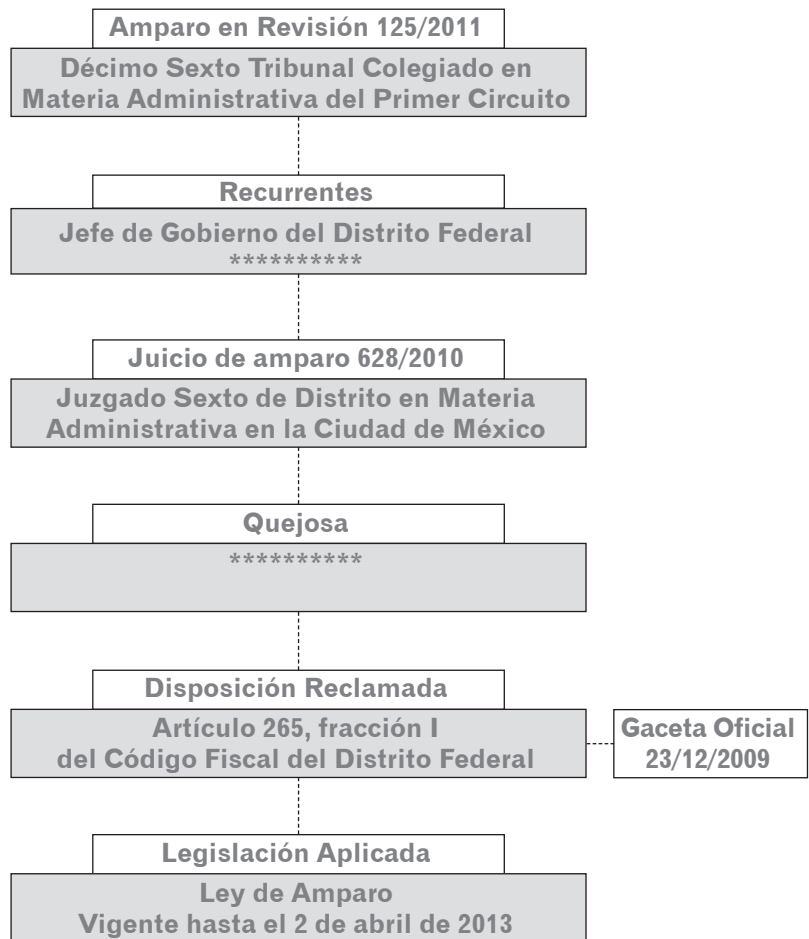 Amparo en Revisión 125/2011
Décimo Sexto Tribunal Colegiado en
Materia Administrativa del Primer Circuito
Recurrentes
Jefe de Gobierno del Distrito Federal
**********
Juicio de amparo 628/2010
Juzgado Sexto de Distrito en Materia
Administrativa en la Ciudad de México
Quejosa
**********
Disposición Reclamada
Artículo 265, fracción I
del Código Fiscal del Distrito Federal
Gaceta Oficial
23/12/2009
Legislación Aplicada
Ley de Amparo
Vigente hasta el 2 de abril de 2013